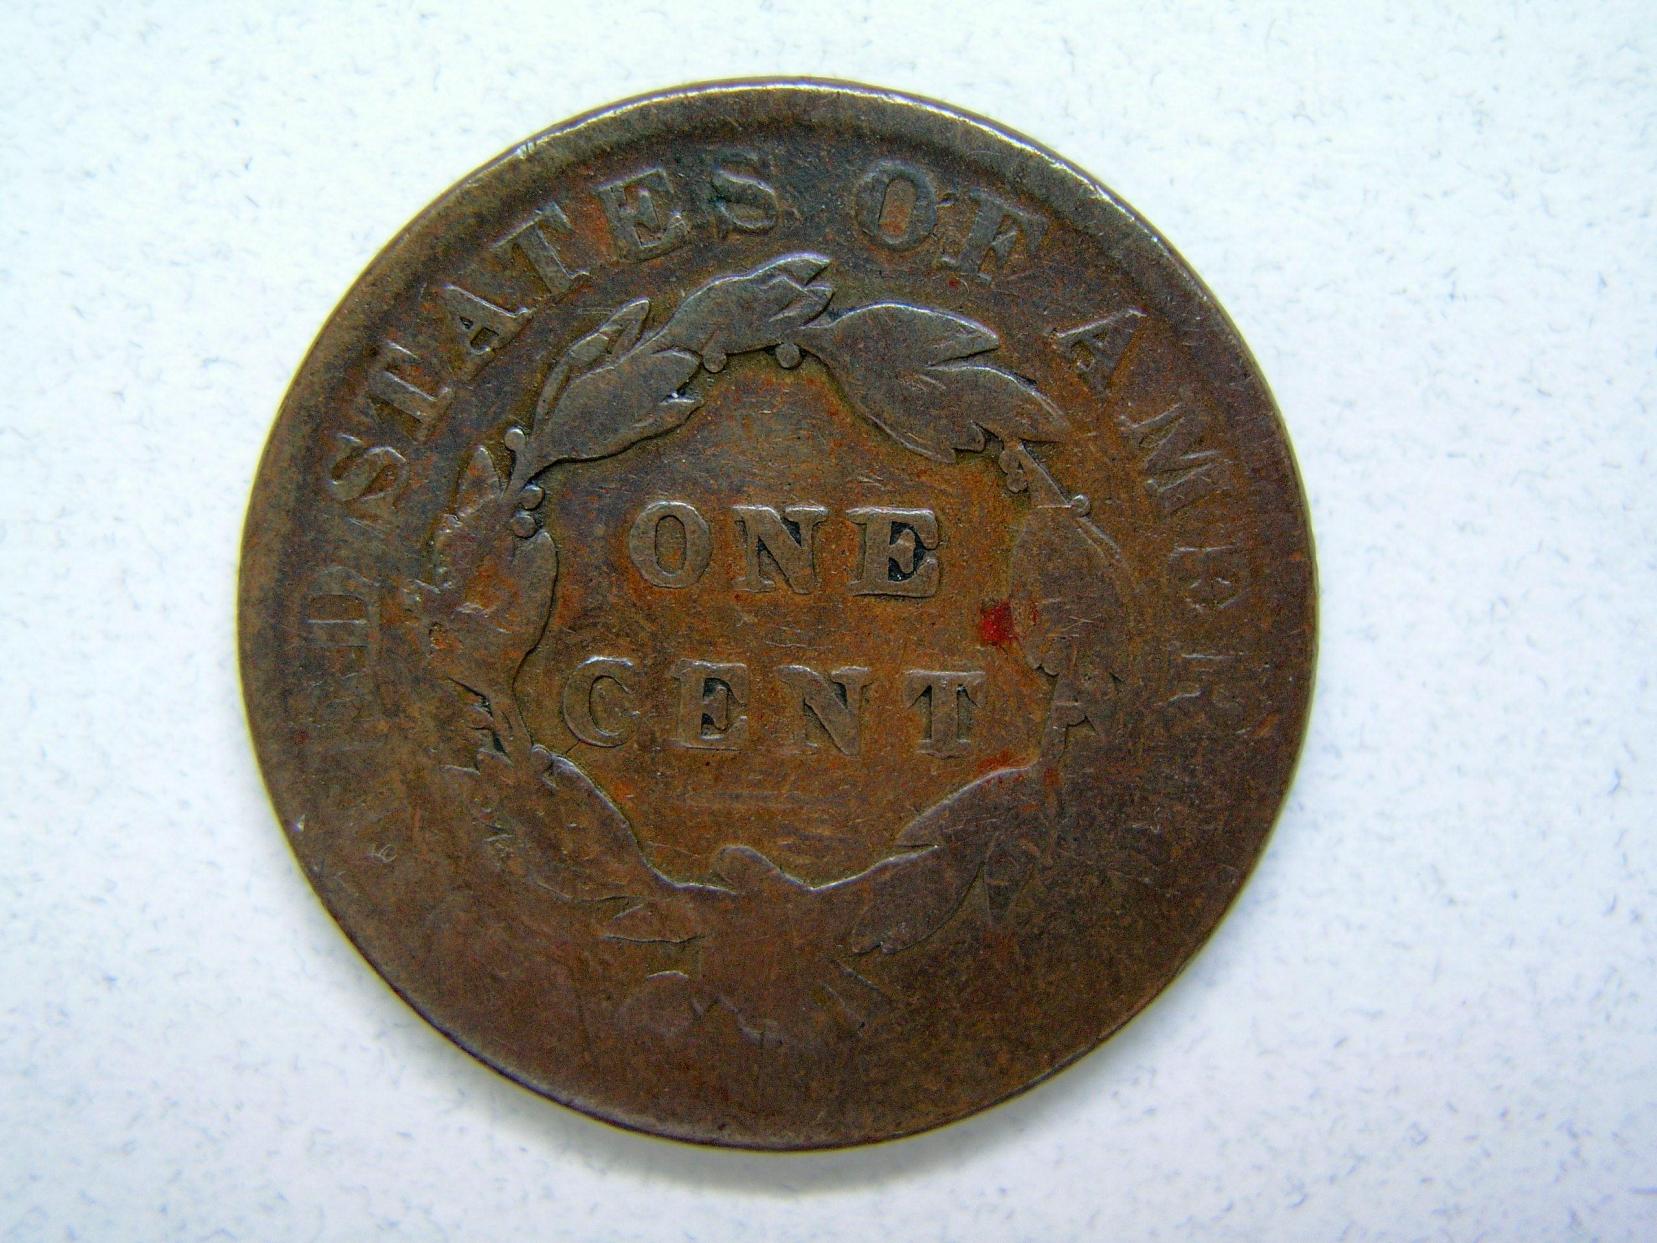 D STATES OF AMER
ONE
CENT